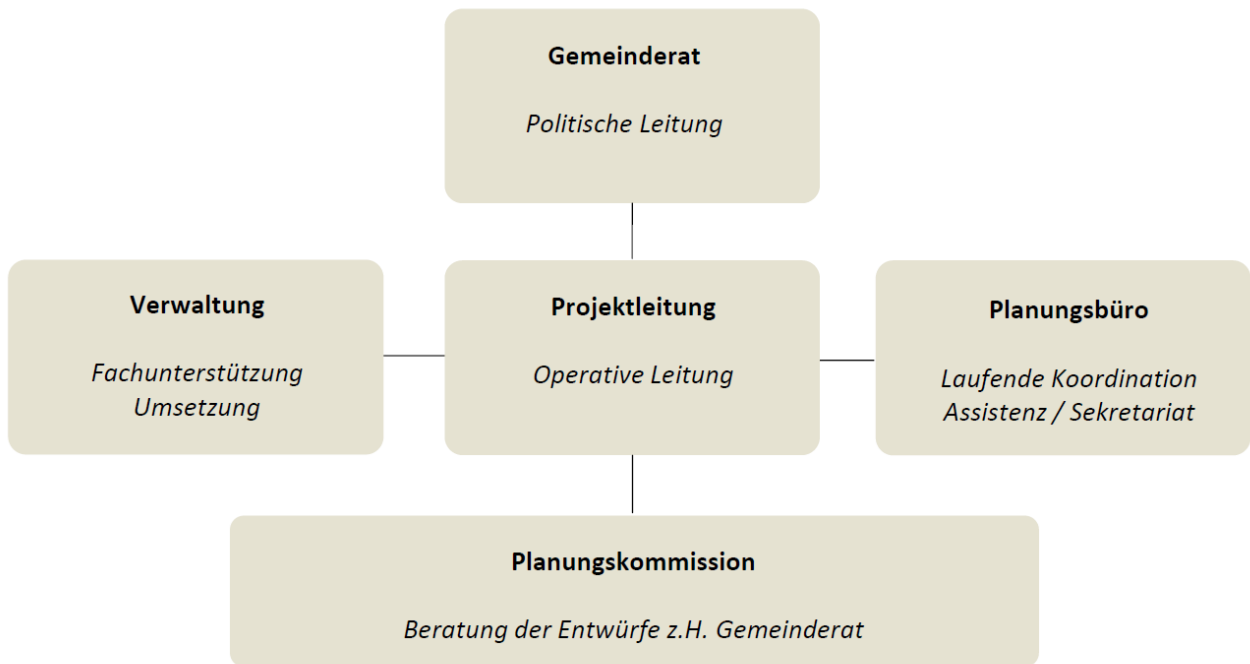 Gemeinderat
Politische Leitung
Verwaltung
Fachunterstützung
Umsetzung
Projektleitung
Operative Leitung
Planungsbüro
Laufende Koordination
Assistenz / Sekretariat
Planungskommission
Beratung der Entwürfe z.H. Gemeinderat